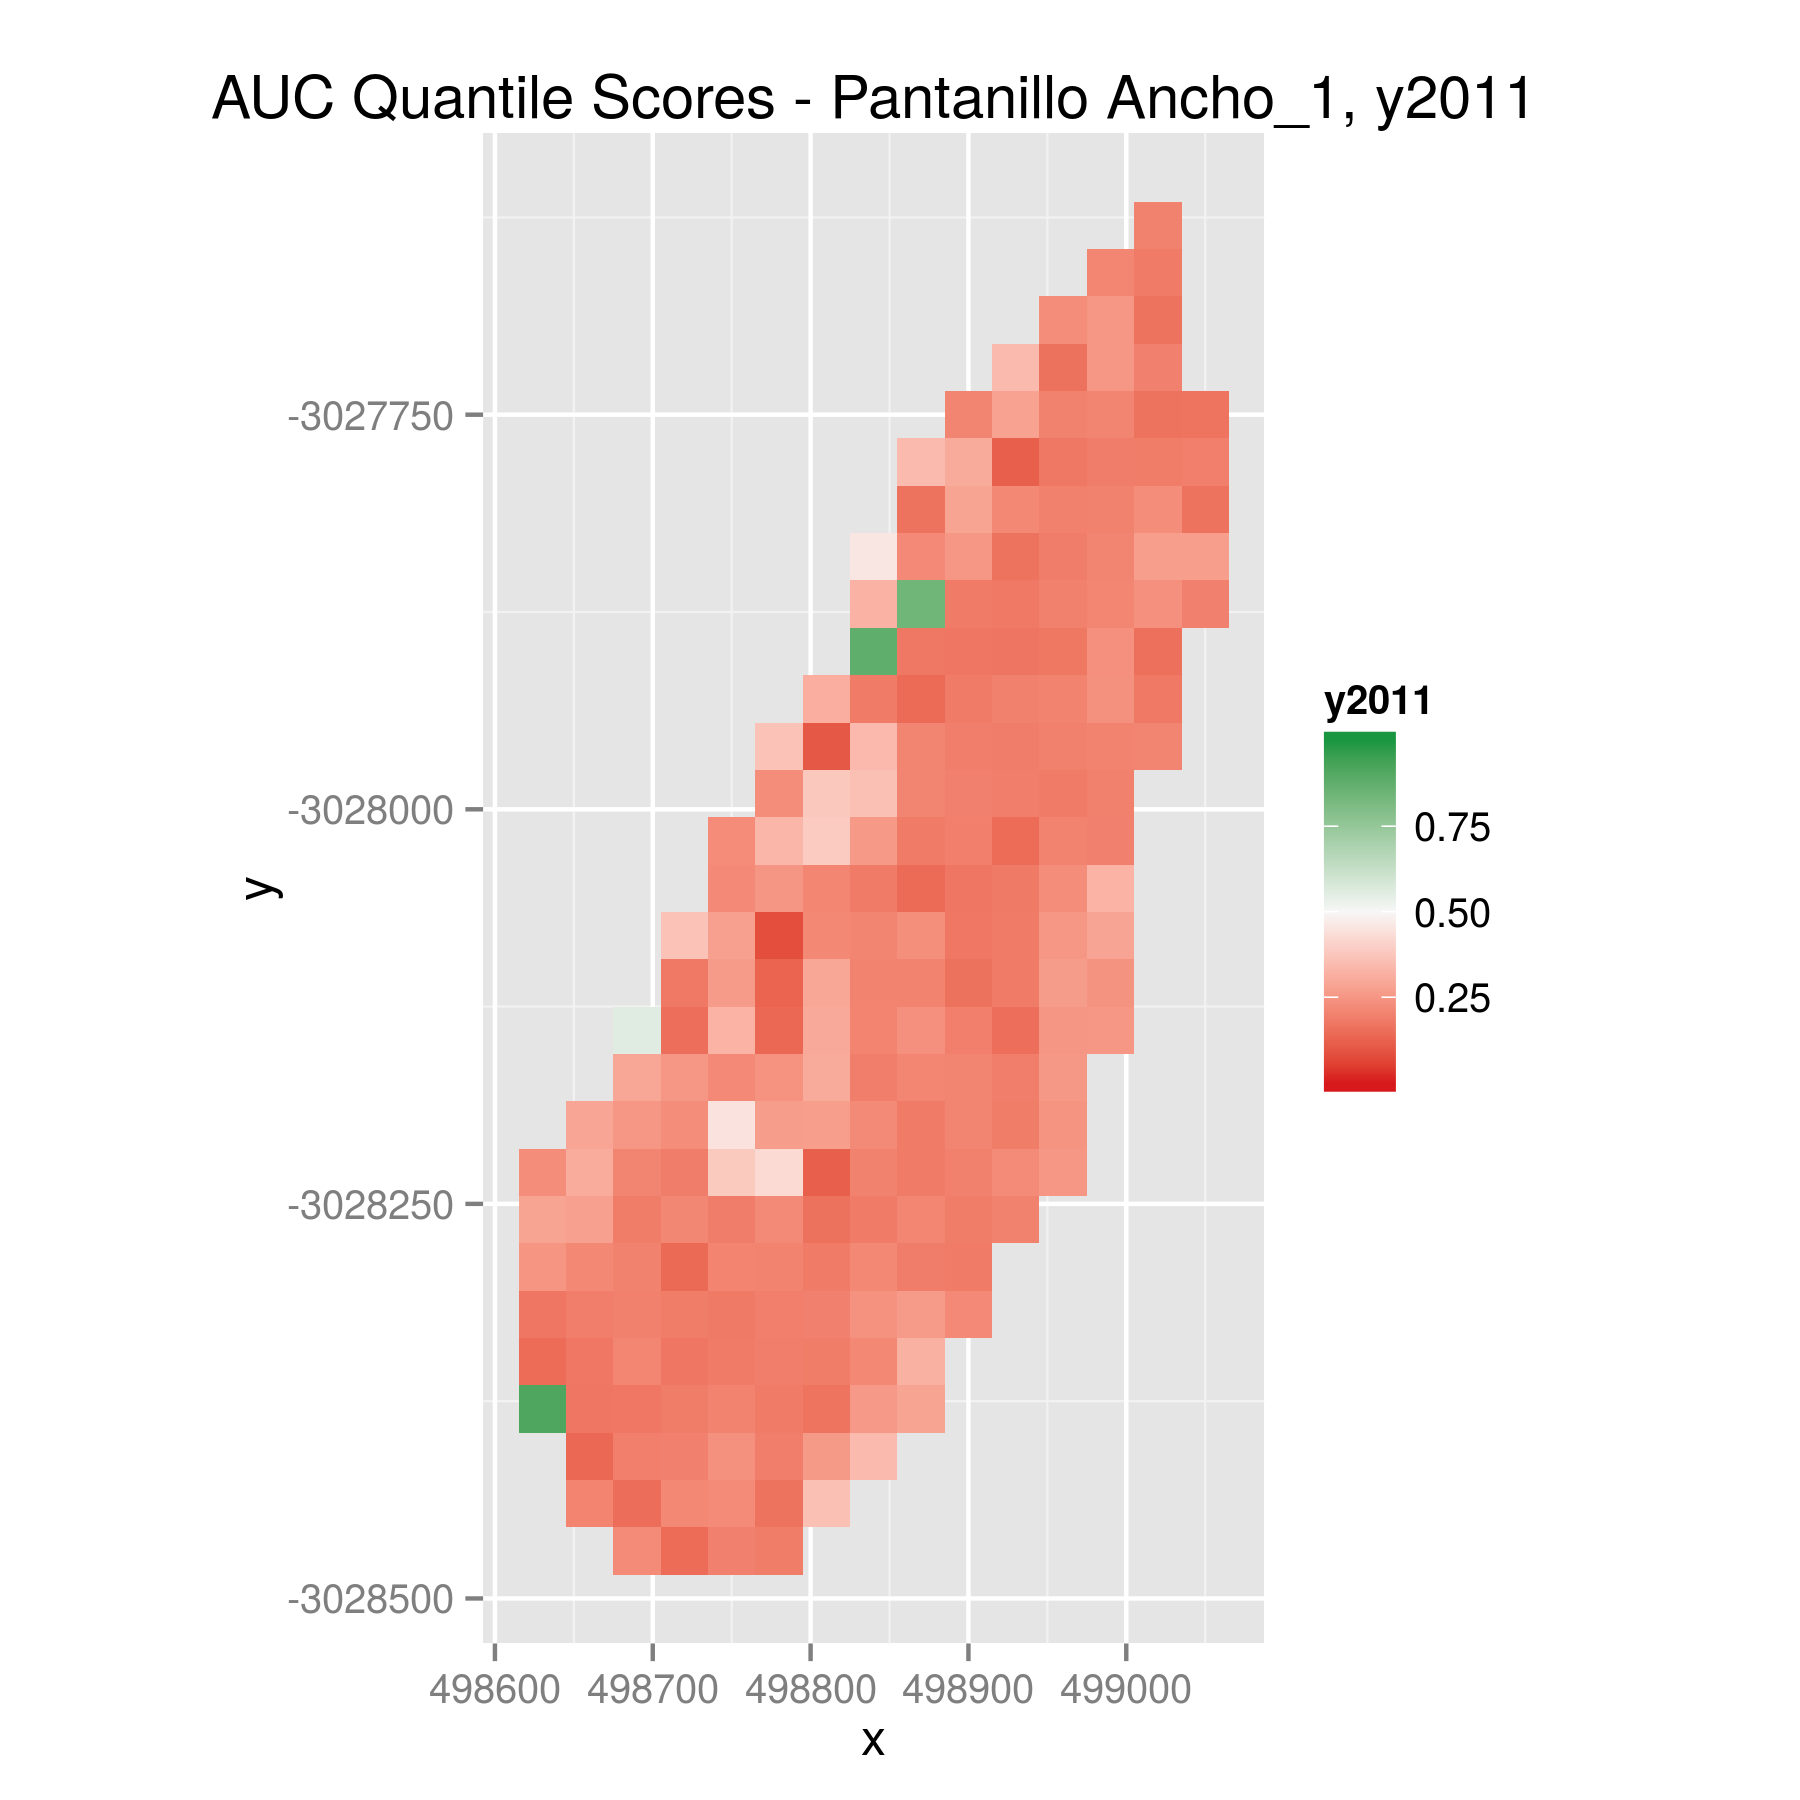 AUC Quantile Scores - Pantanillo Ancho_1, y2011
-3027750
-3028000
-3028250
-3028500
y
498600 498700 498800 498900 499000
x
y2011
0.75
0.50
0.25